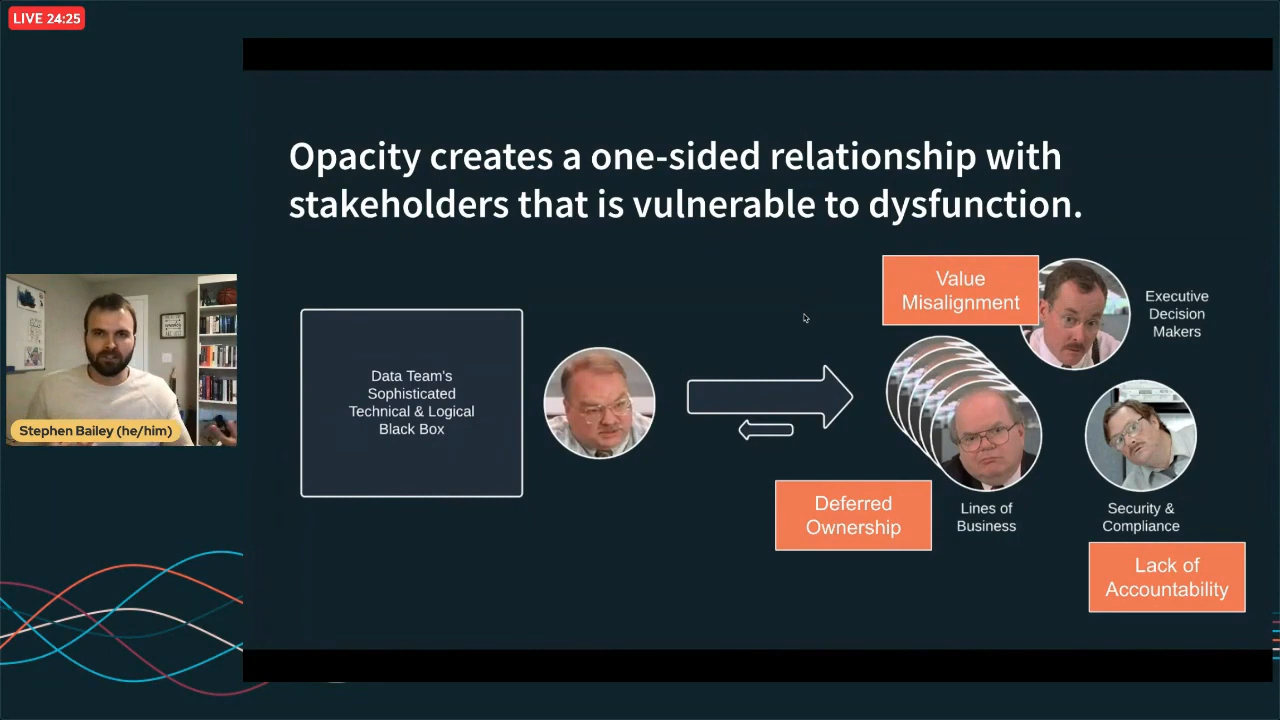 LIVE 24:25
Opacity creates a one-sided relationship with
stakeholders that is vulnerable to dysfunction.
Value
Misalignment
Executive
Decision
Makers
Data Team's
Sophisticated
Technical & Logical
Black Box
Stephen Bailey (he/him)
Deferred
Ownership
Lines of
Business
Security &
Compliance
Lack of
Accountability